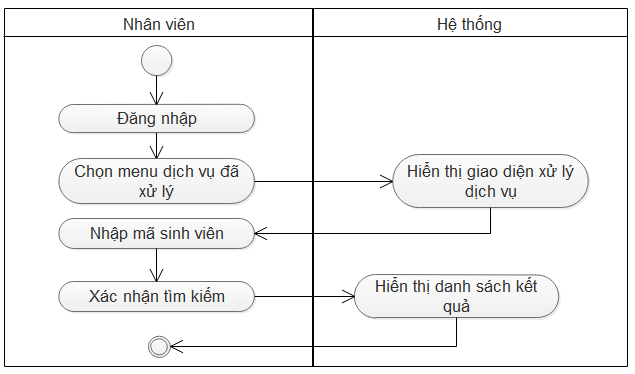 Nhân viên
Hệ thống
Đăng nhập
Chọn menu dịch vụ đã
xử lý
Hiển thị giao diện xử lý
dịch vụ
Nhập mã sinh viên
Xác nhận tìm kiếm
Hiển thị danh sách kết
quả